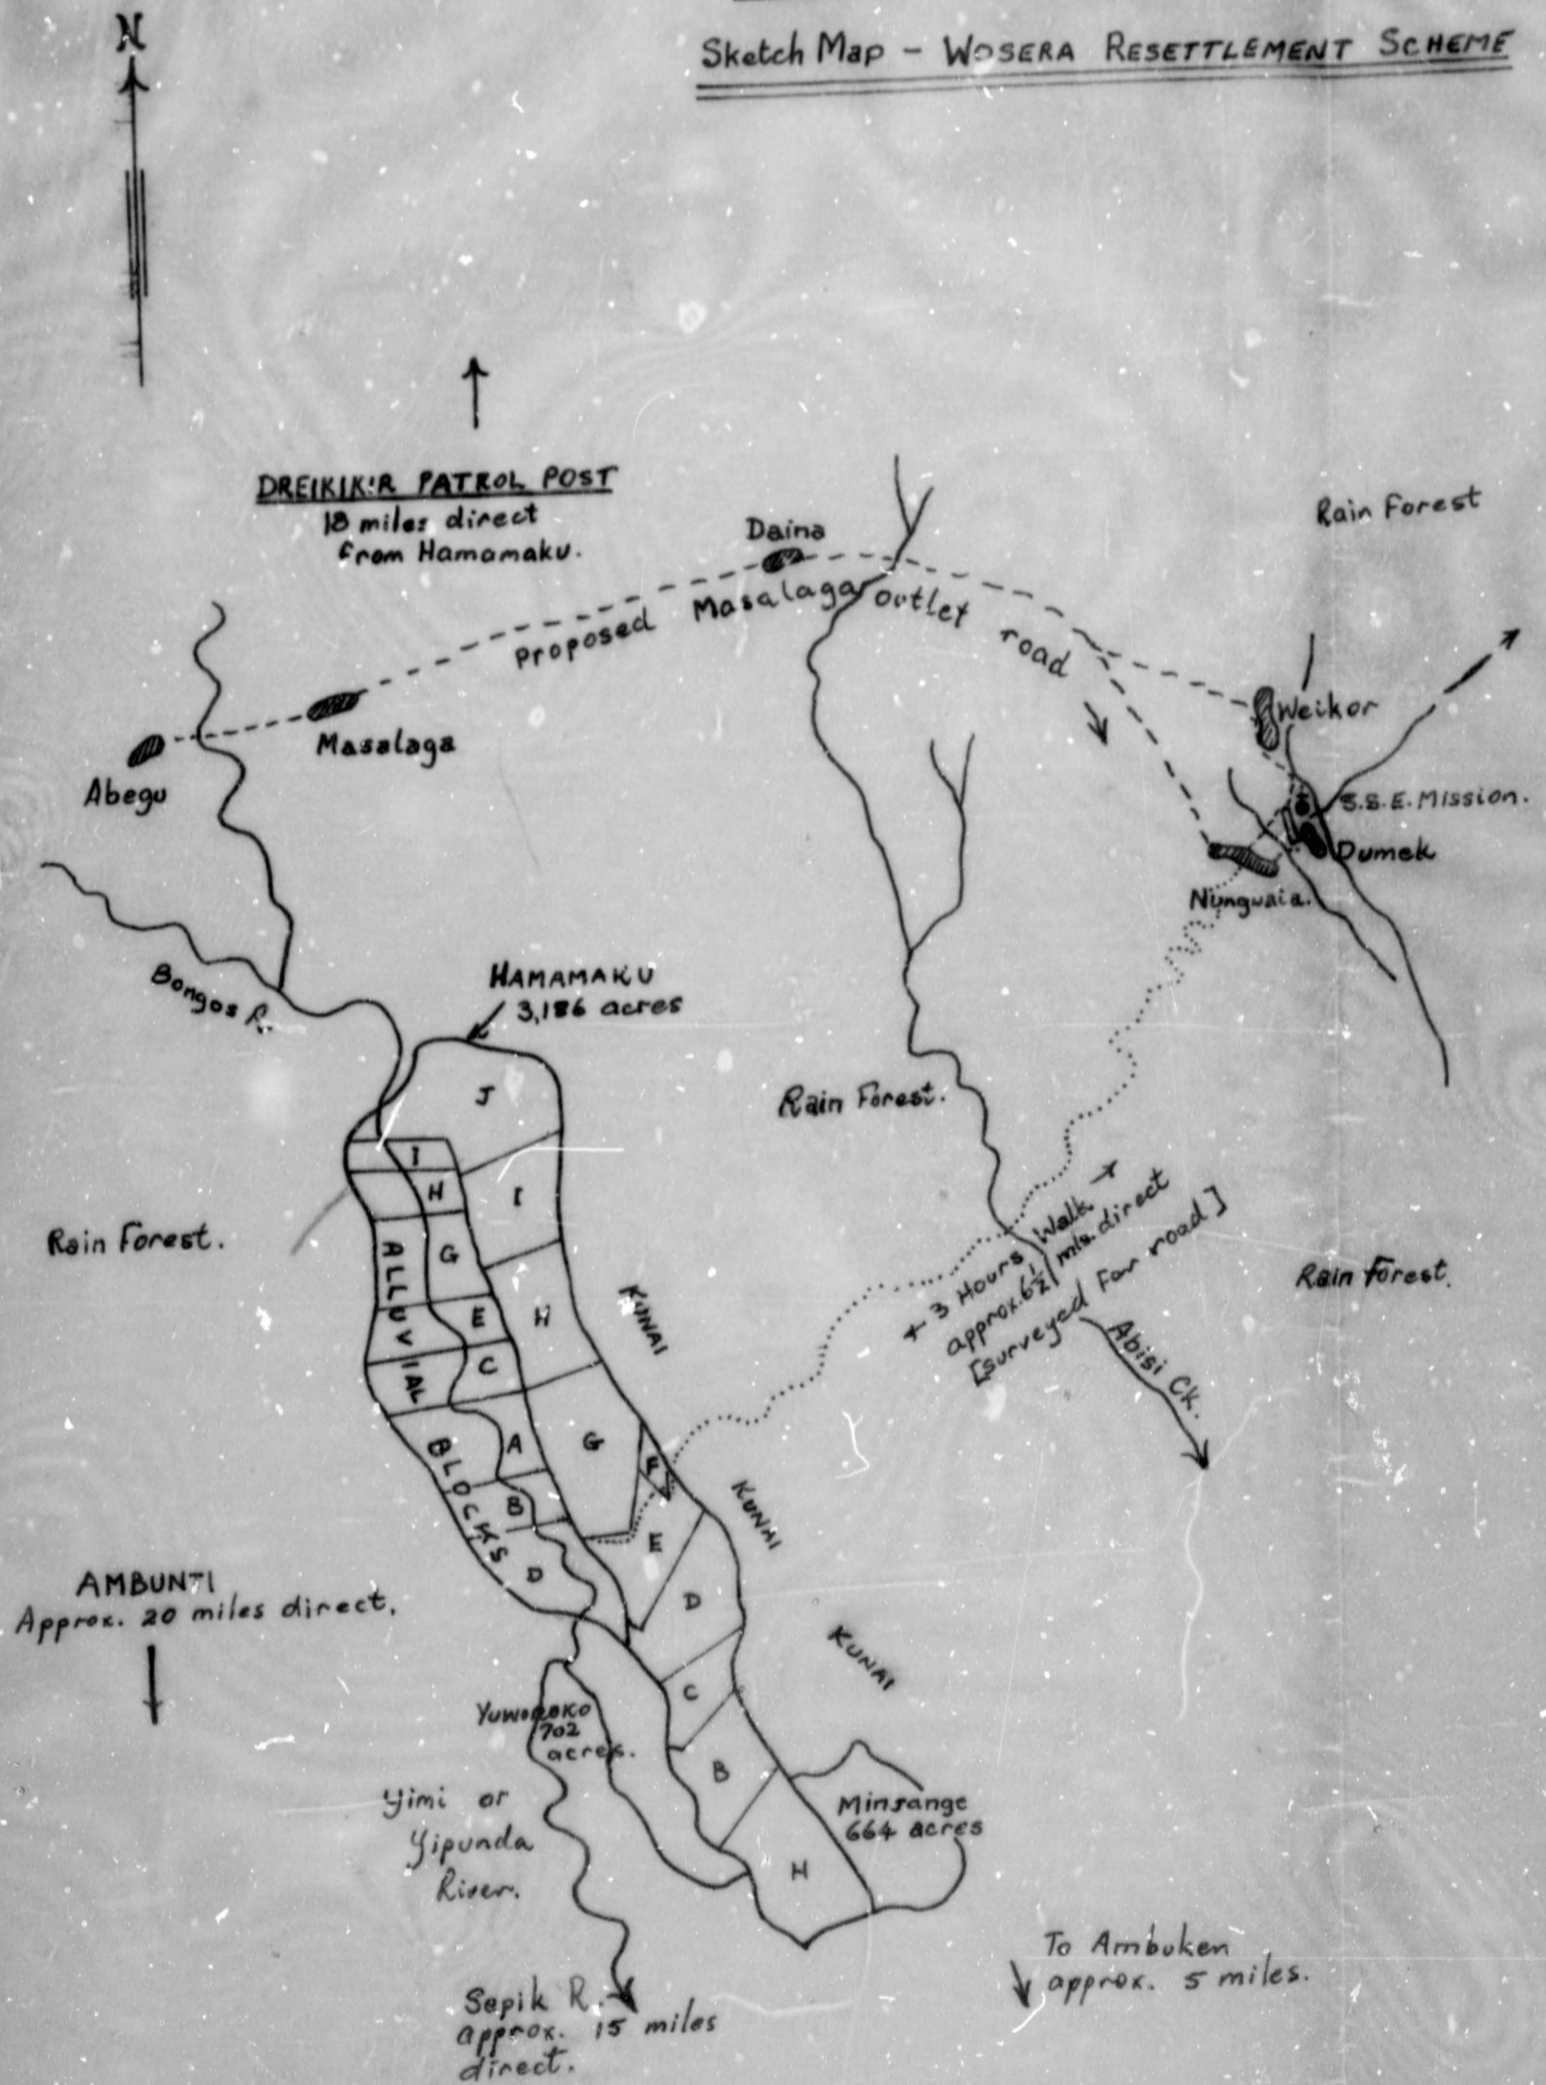 N
Sketch Map - WOSERA RESETTLEMENT SCHEME
DREIKIKIR PATROL POST
18 miles direct
from Hamamaku.
Daina
Rain Forest
Proposed Masalaga outlet road
Weikor
Masalaga
Abegu
S.S.E. Mission.
Dumek
Nungwaia.
Bongos R.
HAMAMAKU
3,186 acres
J
Rain Forest.
I
H
I
Rain Forest.
G
← 3 Hours Walk →
approx. 6½ mls. direct
[surveyed for road]
Rain Forest.
ALLUVIAL
E
H
KUNAI
C
Abisi Ck.
A
G
F
BLOCKS
B
E
KUNAI
D
D
AMBUNTI
Approx. 20 miles direct.
KUNAI
C
YUWOROKO
702
acres.
B
Yimi or
Yipunda
River.
Minsange
664 acres
H
To Ambuken
approx. 5 miles.
Sepik R.
approx. 15 miles
direct.